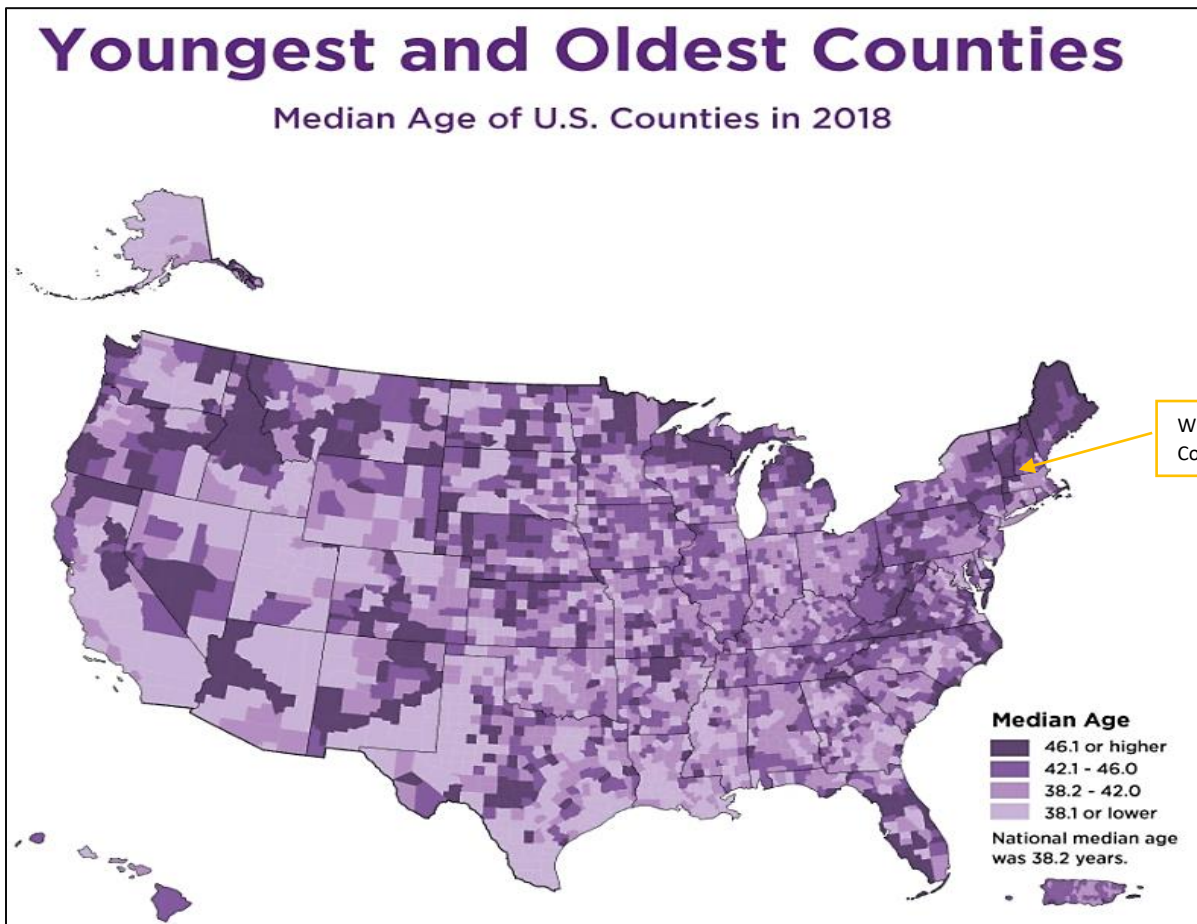 Youngest and Oldest Counties
Median Age of U.S. Counties in 2018
W
Co
Median Age
46.1 or higher
42.1 - 46.0
38.2 - 42.0
38.1 or lower
National median age
was 38.2 years.